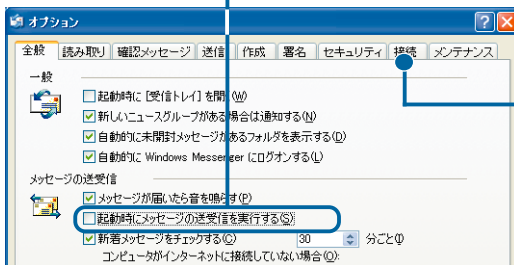 オプション
全般 読み取り 確認メッセージ 送信 作成 署名 セキュリティ 接続 メンテナンス
一般
起動時に [受信トレイ] を開く(W)
新しいニュースグループがある場合は通知する(N)
自動的に未開封メッセージがあるフォルダを表示する(D)
自動的に Windows Messenger にログオンする(L)
メッセージの送受信
メッセージが届いたら音を鳴らす(P)
起動時にメッセージの送受信を実行する(S)
新着メッセージをチェックする(C) 30 分ごと(I)
コンピュータがインターネットに接続していない場合(O):